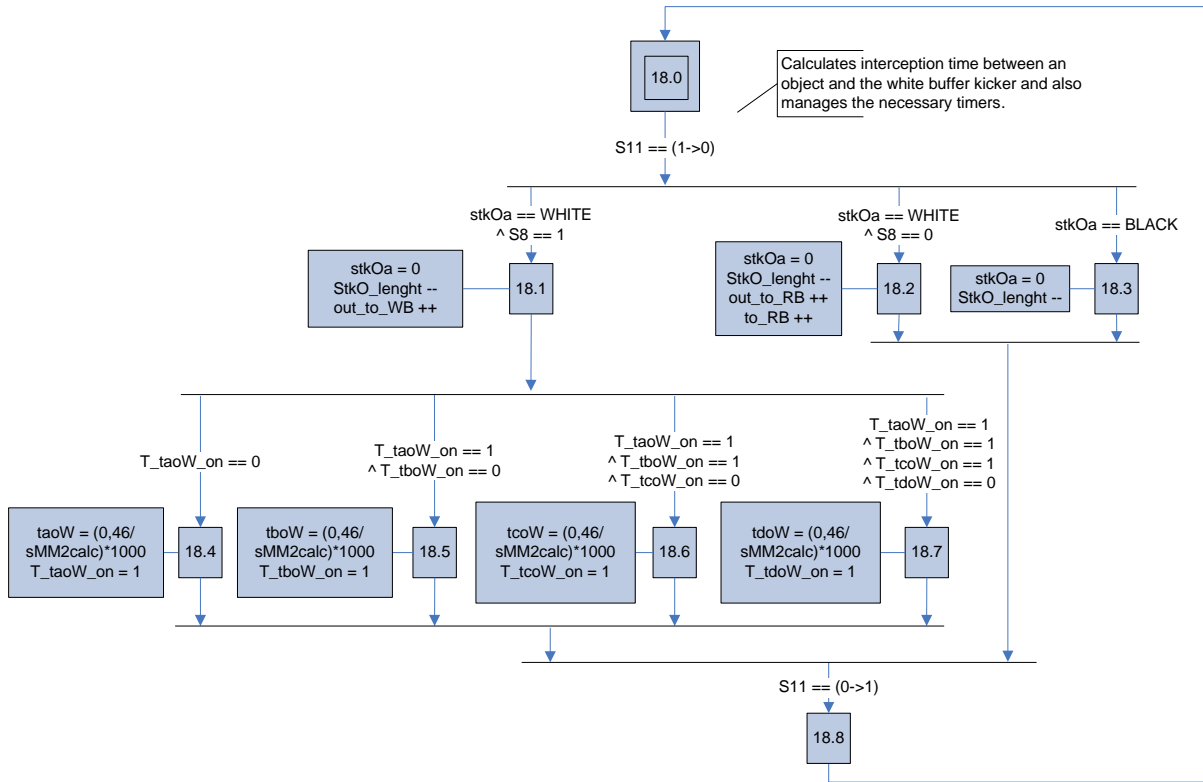 18.0
Calculates interception time between an
object and the white buffer kicker and also
manages the necessary timers.
S11 == (1->0)
stkOa == WHITE
^ S8 == 1
stkOa == WHITE
^ S8 == 0
stkOa == BLACK
stkOa = 0
StkO_lenght --
out_to_WB ++
18.1
stkOa = 0
StkO_lenght --
out_to_RB ++
to_RB ++
18.2
stkOa = 0
StkO_lenght --
18.3
T_taoW_on == 0
T_taoW_on == 1
^ T_tboW_on == 0
T_taoW_on == 1
^ T_tboW_on == 1
^ T_tcoW_on == 0
T_taoW_on == 1
^ T_tboW_on == 1
^ T_tcoW_on == 1
^ T_tdoW_on == 0
taoW = (0,46/
sMM2calc)*1000
T_taoW_on = 1
18.4
tboW = (0,46/
sMM2calc)*1000
T_tboW_on = 1
18.5
tcoW = (0,46/
sMM2calc)*1000
T_tcoW_on = 1
18.6
tdoW = (0,46/
sMM2calc)*1000
T_tdoW_on = 1
18.7
S11 == (0->1)
18.8